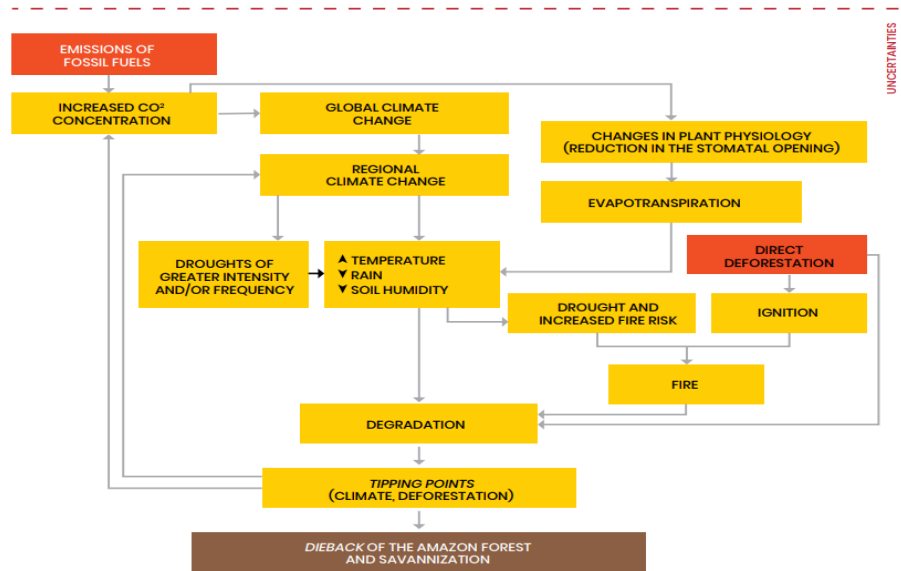 UNCERTAINTIES
EMISSIONS OF
FOSSIL FUELS
INCREASED CO²
CONCENTRATION
GLOBAL CLIMATE
CHANGE
CHANGES IN PLANT PHYSIOLOGY
(REDUCTION IN THE STOMATAL OPENING)
REGIONAL
CLIMATE CHANGE
EVAPOTRANSPIRATION
DROUGHTS OF
GREATER INTENSITY
AND/OR FREQUENCY
TEMPERATURE
RAIN
SOIL HUMIDITY
DIRECT
DEFORESTATION
DROUGHT AND
INCREASED FIRE RISK
IGNITION
FIRE
DEGRADATION
TIPPING POINTS
(CLIMATE, DEFORESTATION)
DIEBACK OF THE AMAZON FOREST
AND SAVANNIZATION